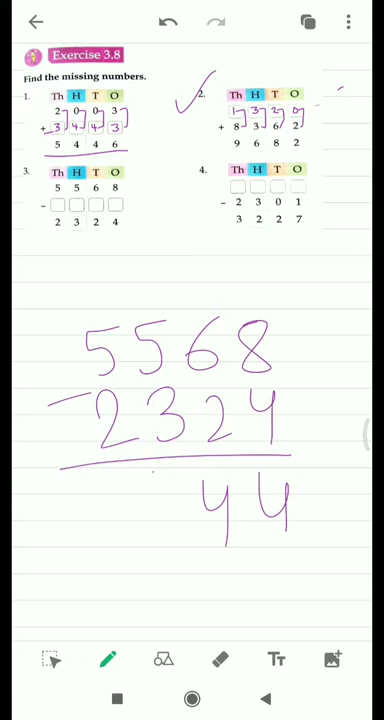 Exercise 3.8
Find the missing numbers.
1. Th H T O
2 0 0 3
+ 3 4 4 3
5 4 4 6
2. Th H T O
1 3 2 0
+ 8 3 6 2
9 6 8 2
3. Th H T O
5 5 6 8
-
2 3 2 4
4. Th H T O
- 2 3 0 1
3 2 2 7
5568
- 2324
44
TT